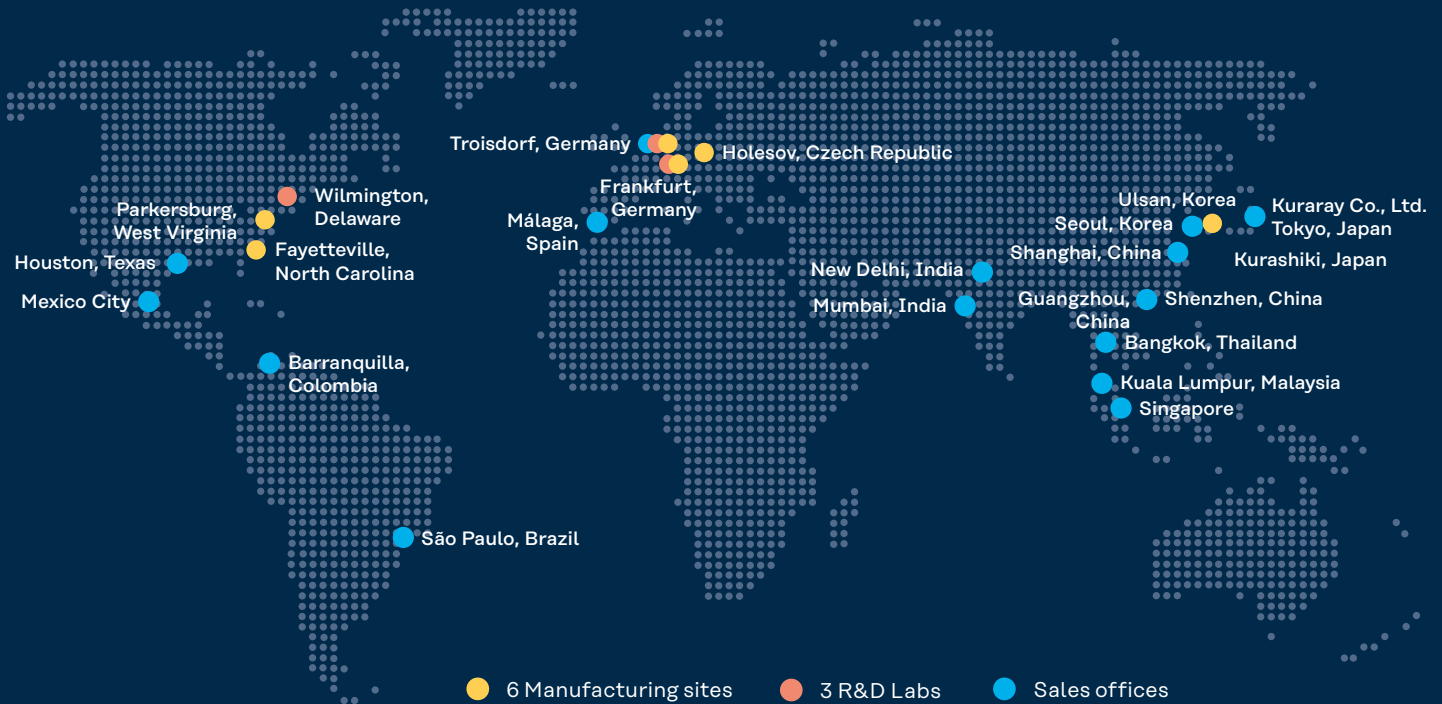 Troisdorf, Germany
Holesov, Czech Republic
Frankfurt,
Germany
Wilmington,
Delaware
Parkersburg,
West Virginia
Fayetteville,
North Carolina
Houston, Texas
Mexico City
Málaga,
Spain
Ulsan, Korea
Seoul, Korea
Kuraray Co., Ltd.
Tokyo, Japan
Kurashiki, Japan
Shanghai, China
New Delhi, India
Mumbai, India
Guangzhou,
China
Shenzhen, China
Bangkok, Thailand
Kuala Lumpur, Malaysia
Singapore
Barranquilla,
Colombia
São Paulo, Brazil
6 Manufacturing sites
3 R&D Labs
Sales offices